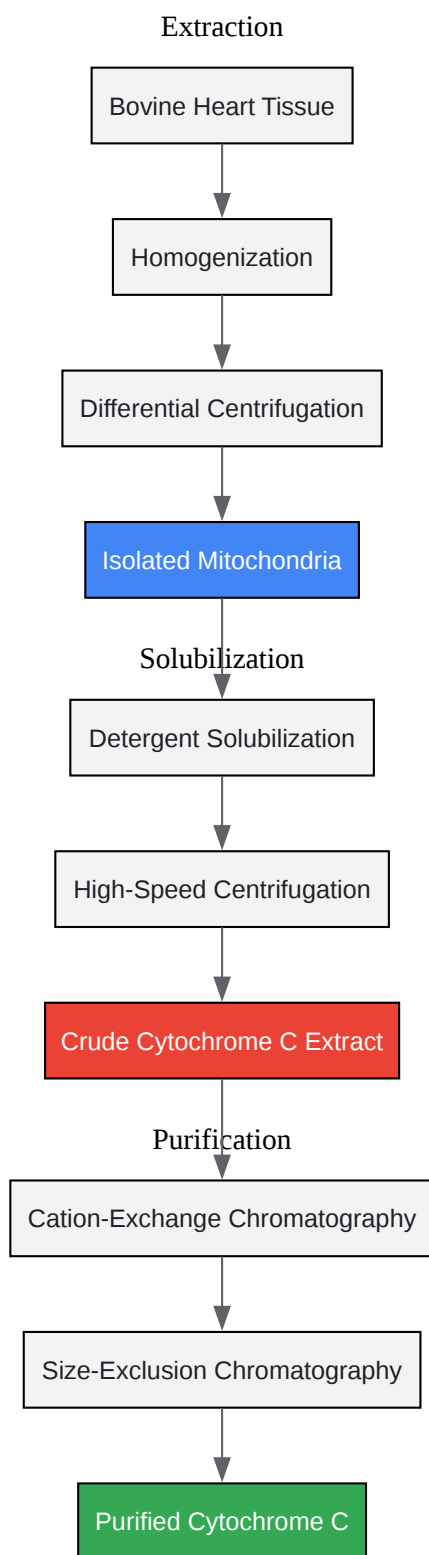 Extraction
Bovine Heart Tissue
Homogenization
Differential Centrifugation
Isolated Mitochondria
Solubilization
Detergent Solubilization
High-Speed Centrifugation
Crude Cytochrome C Extract
Purification
Cation-Exchange Chromatography
Size-Exclusion Chromatography
Purified Cytochrome C